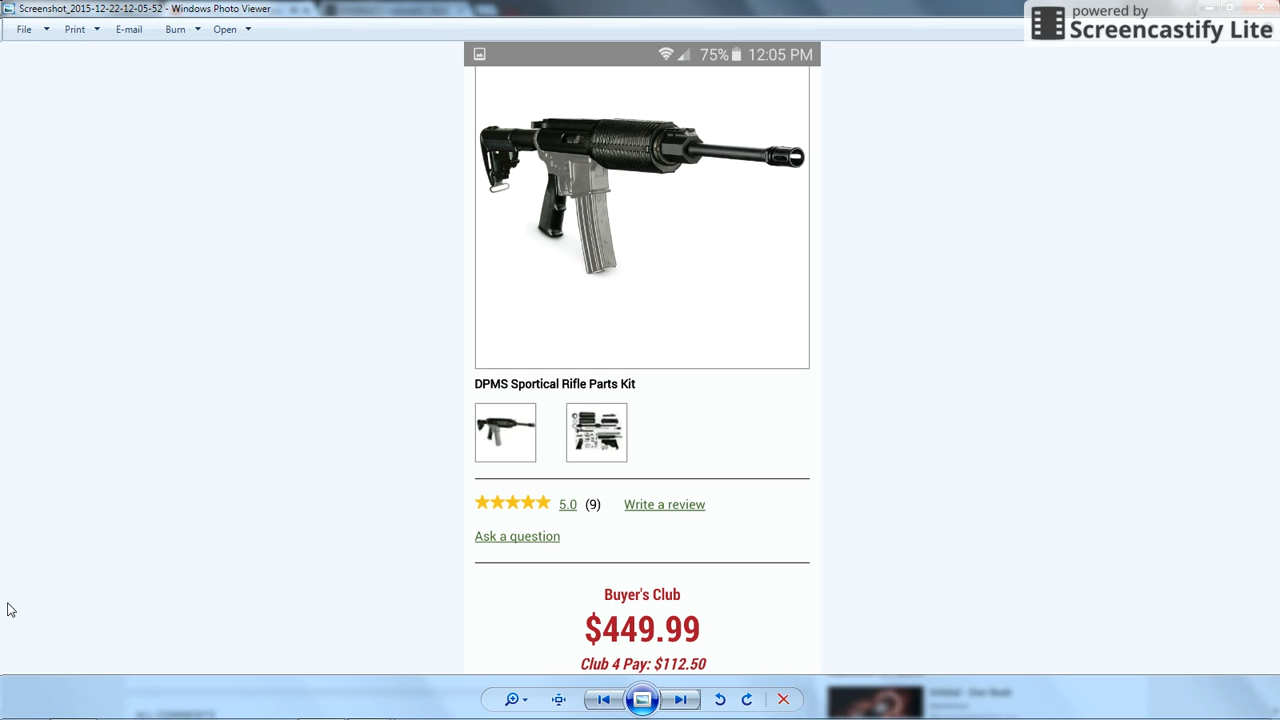 Screenshot_2015-12-22-12-05-52 - Windows Photo Viewer
powered by
Screencastify Lite
File Print E-mail Burn Open
75% 12:05 PM
DPMS Sportical Rifle Parts Kit
5.0 (9) Write a review
Ask a question
Buyer's Club
$449.99
Club 4 Pay: $112.50
ALL COMMENTS